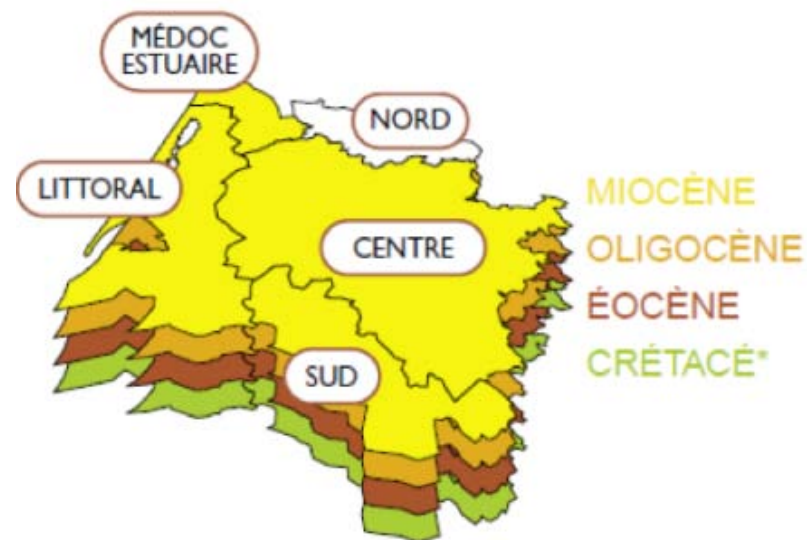 MÉDOC
ESTUAIRE
NORD
LITTORAL
CENTRE
SUD
MIOCÈNE
OLIGOCÈNE
ÉOCÈNE
CRÉTACÉ*